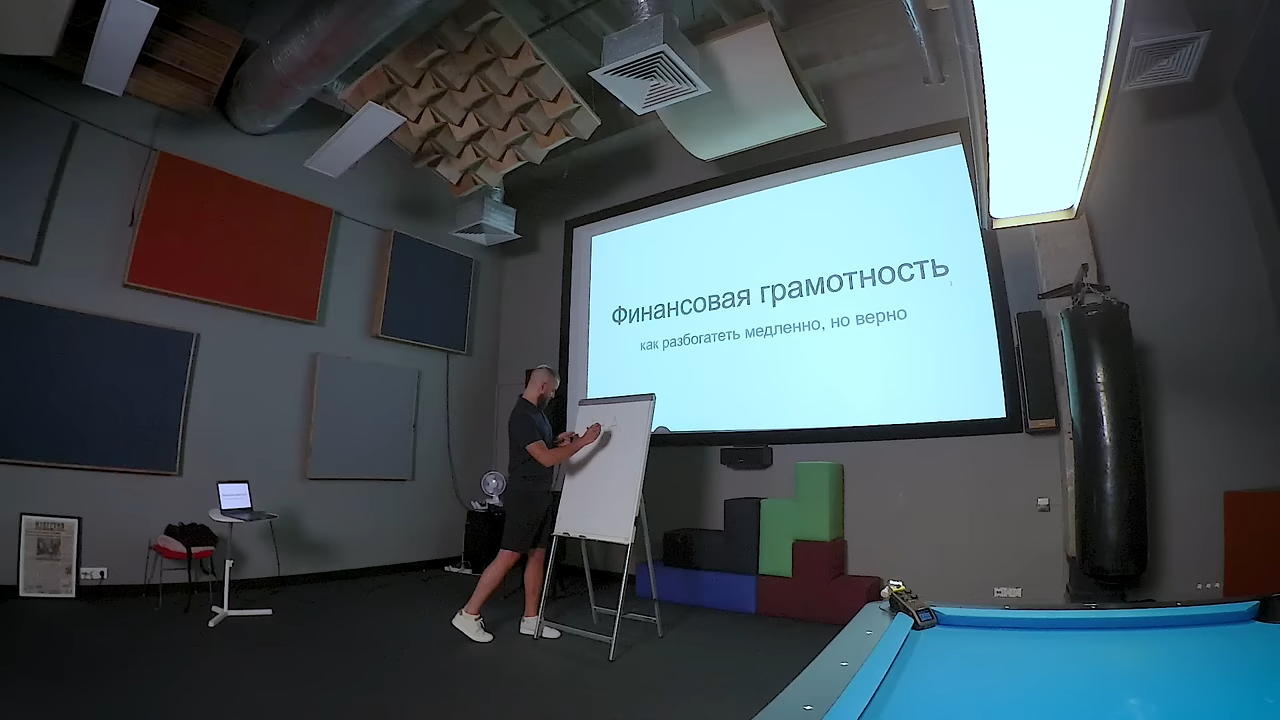 Финансовая грамотность
как разбогатеть медленно, но верно